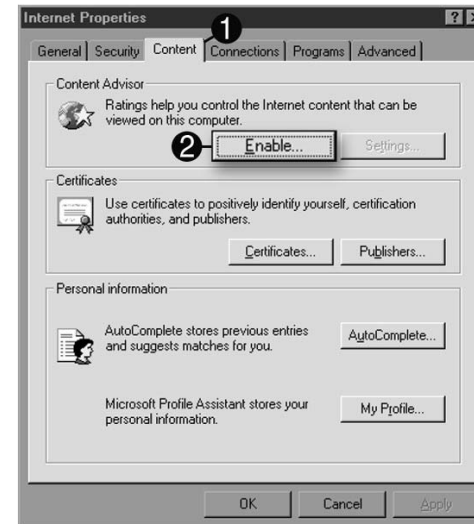 Internet Properties
?
1
General Security Content Connections Programs Advanced
Content Advisor
Ratings help you control the Internet content that can be
viewed on this computer.
2 Enable... Settings...
Certificates
Use certificates to positively identify yourself, certification
authorities, and publishers.
Certificates... Publishers...
Personal information
AutoComplete stores previous entries
and suggests matches for you.
AutoComplete...
Microsoft Profile Assistant stores your
personal information.
My Profile...
OK Cancel Apply